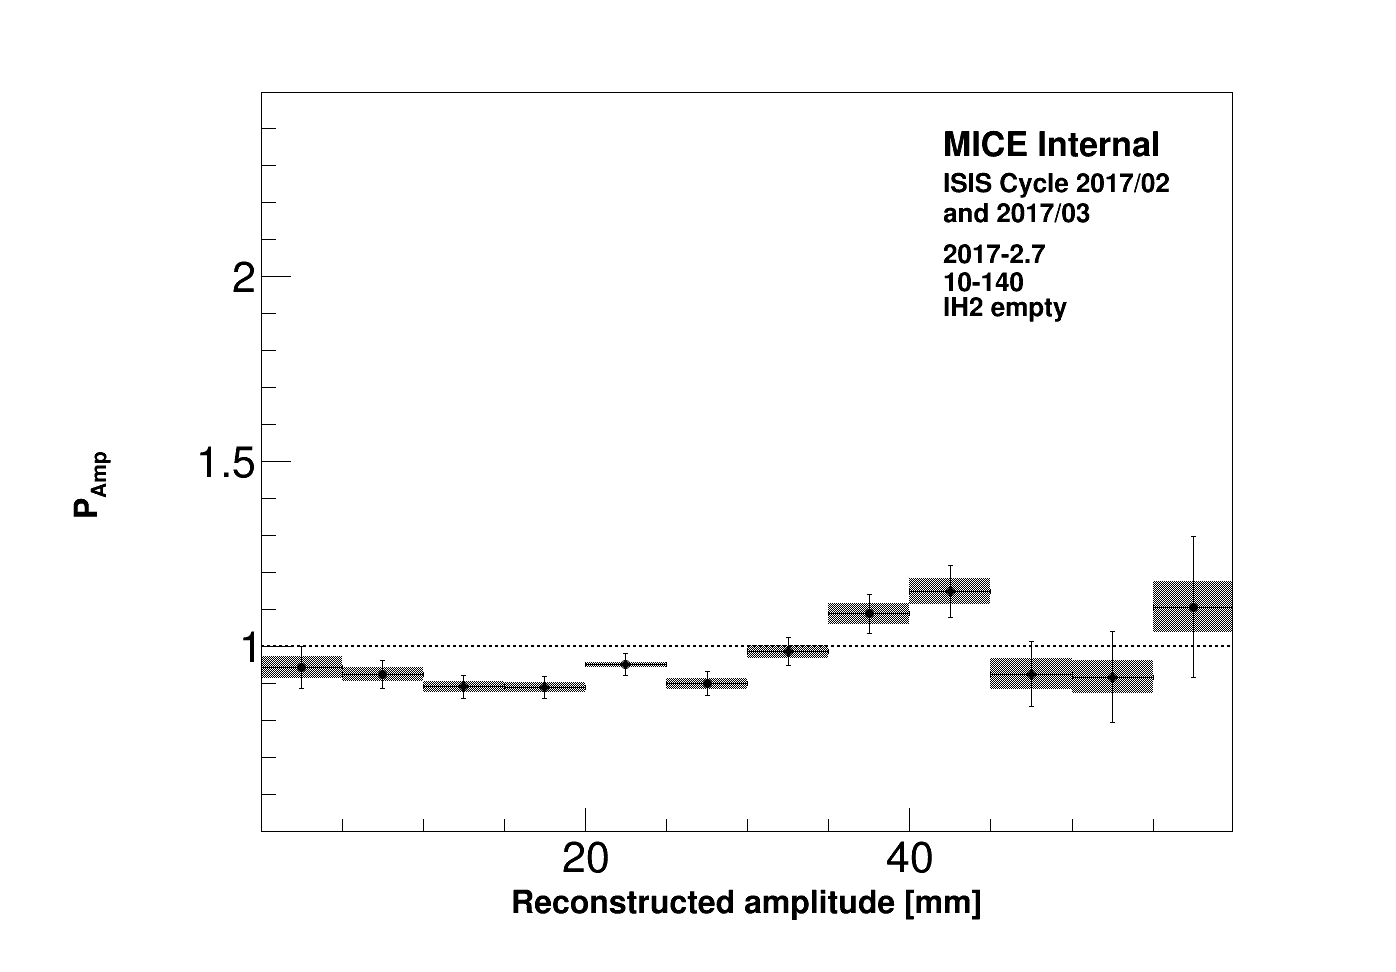 MICE Internal
ISIS Cycle 2017/02
and 2017/03
2017-2.7
10-140
lH2 empty
2
1.5
1
P_Amp
20
40
Reconstructed amplitude [mm]